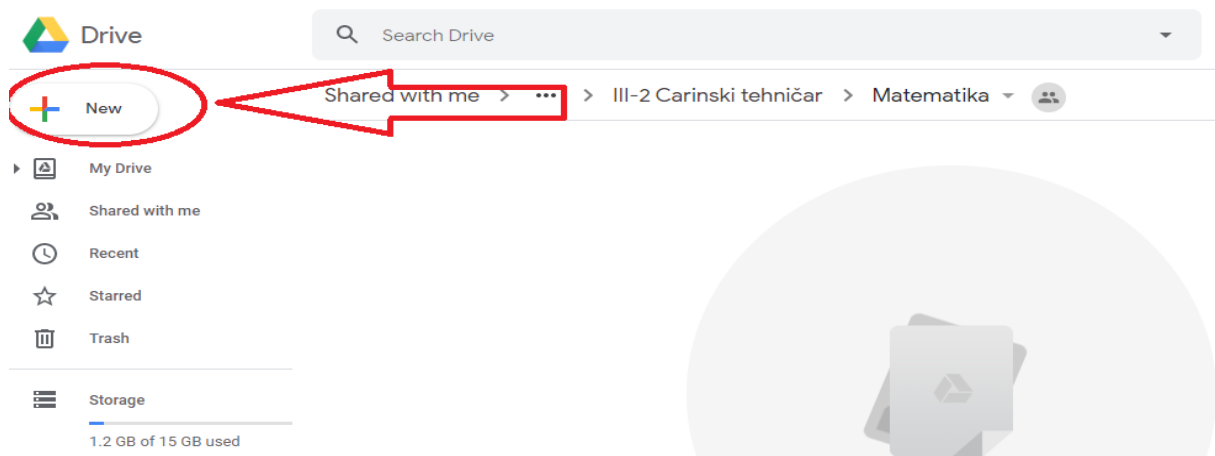 Drive
Search Drive
New
Shared with me > ••• > III-2 Carinski tehničar > Matematika
My Drive
Shared with me
Recent
Starred
Trash
Storage
1.2 GB of 15 GB used